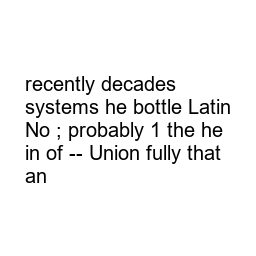 recently decades
systems he bottle Latin
No ; probably 1 the he
in of -- Union fully that
an